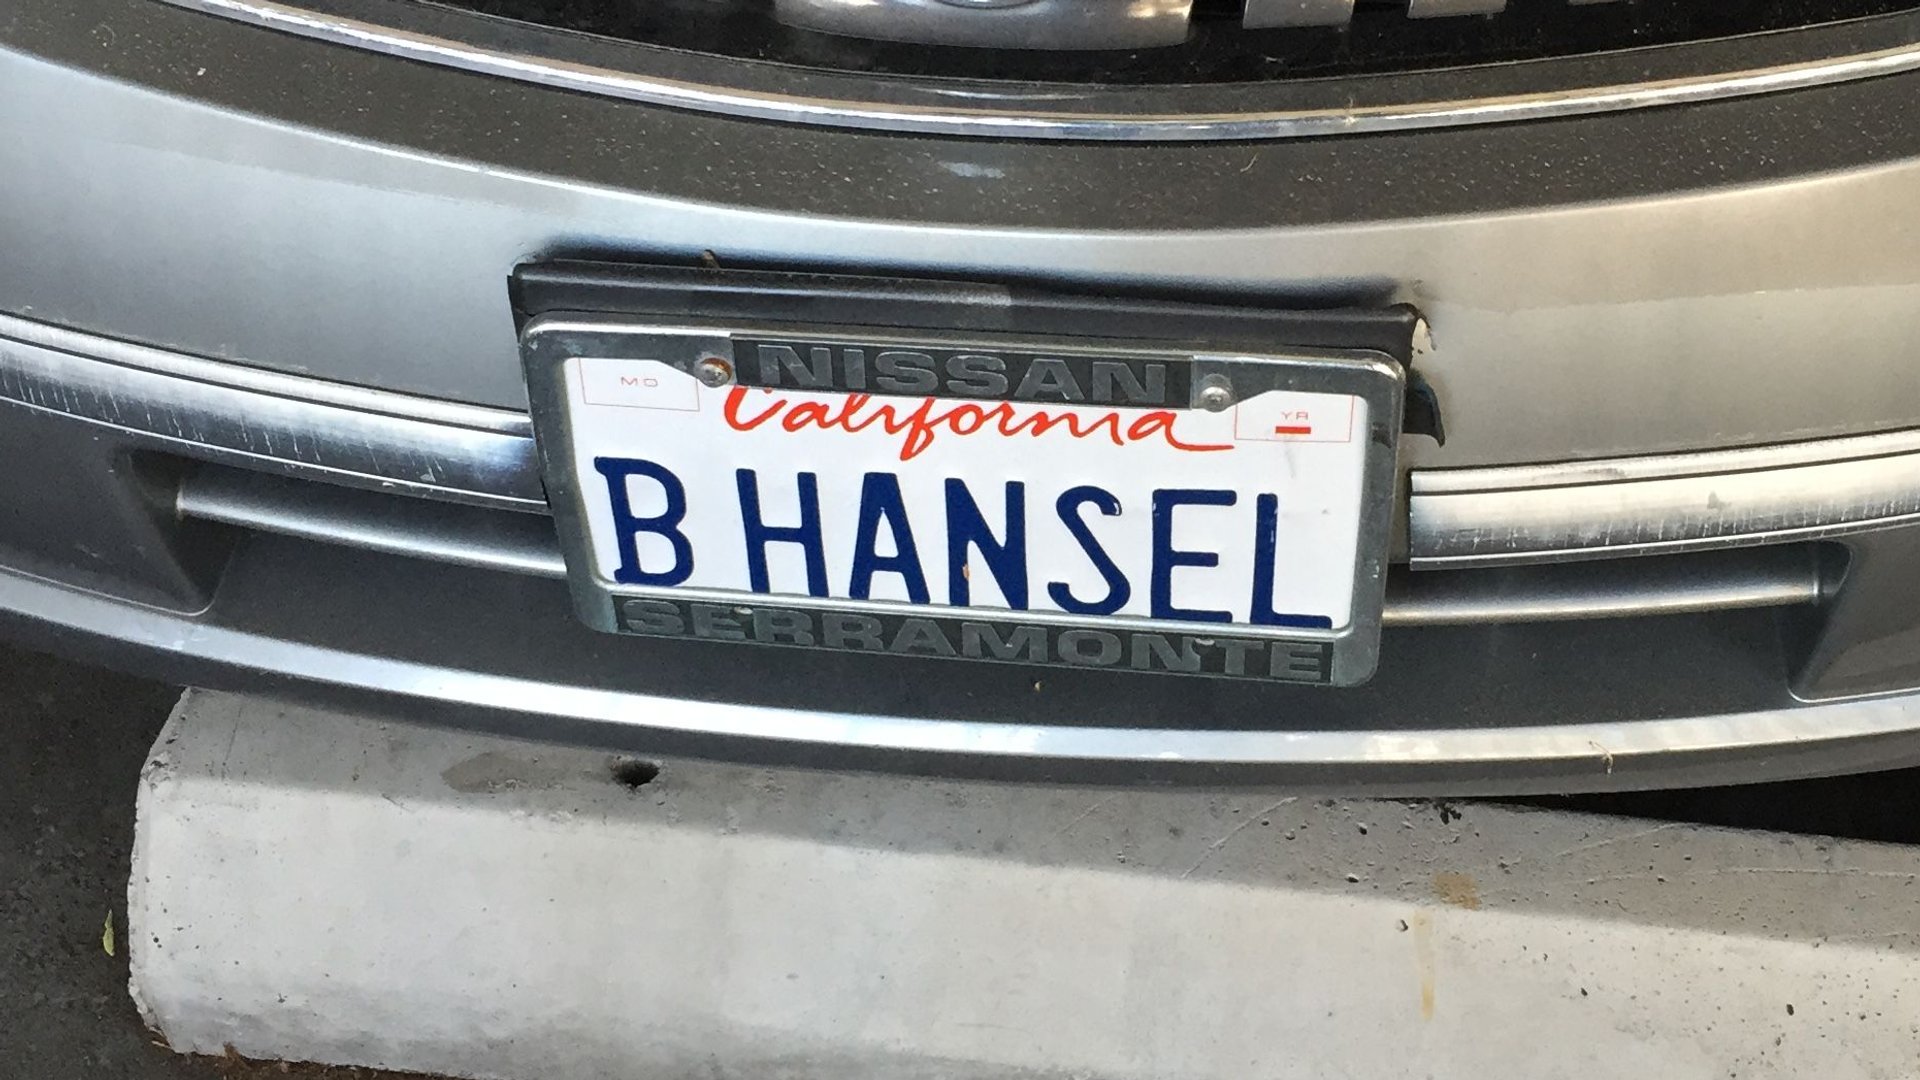 NISSAN
MO
California
YR
B HANSEL
SERRAMONTE